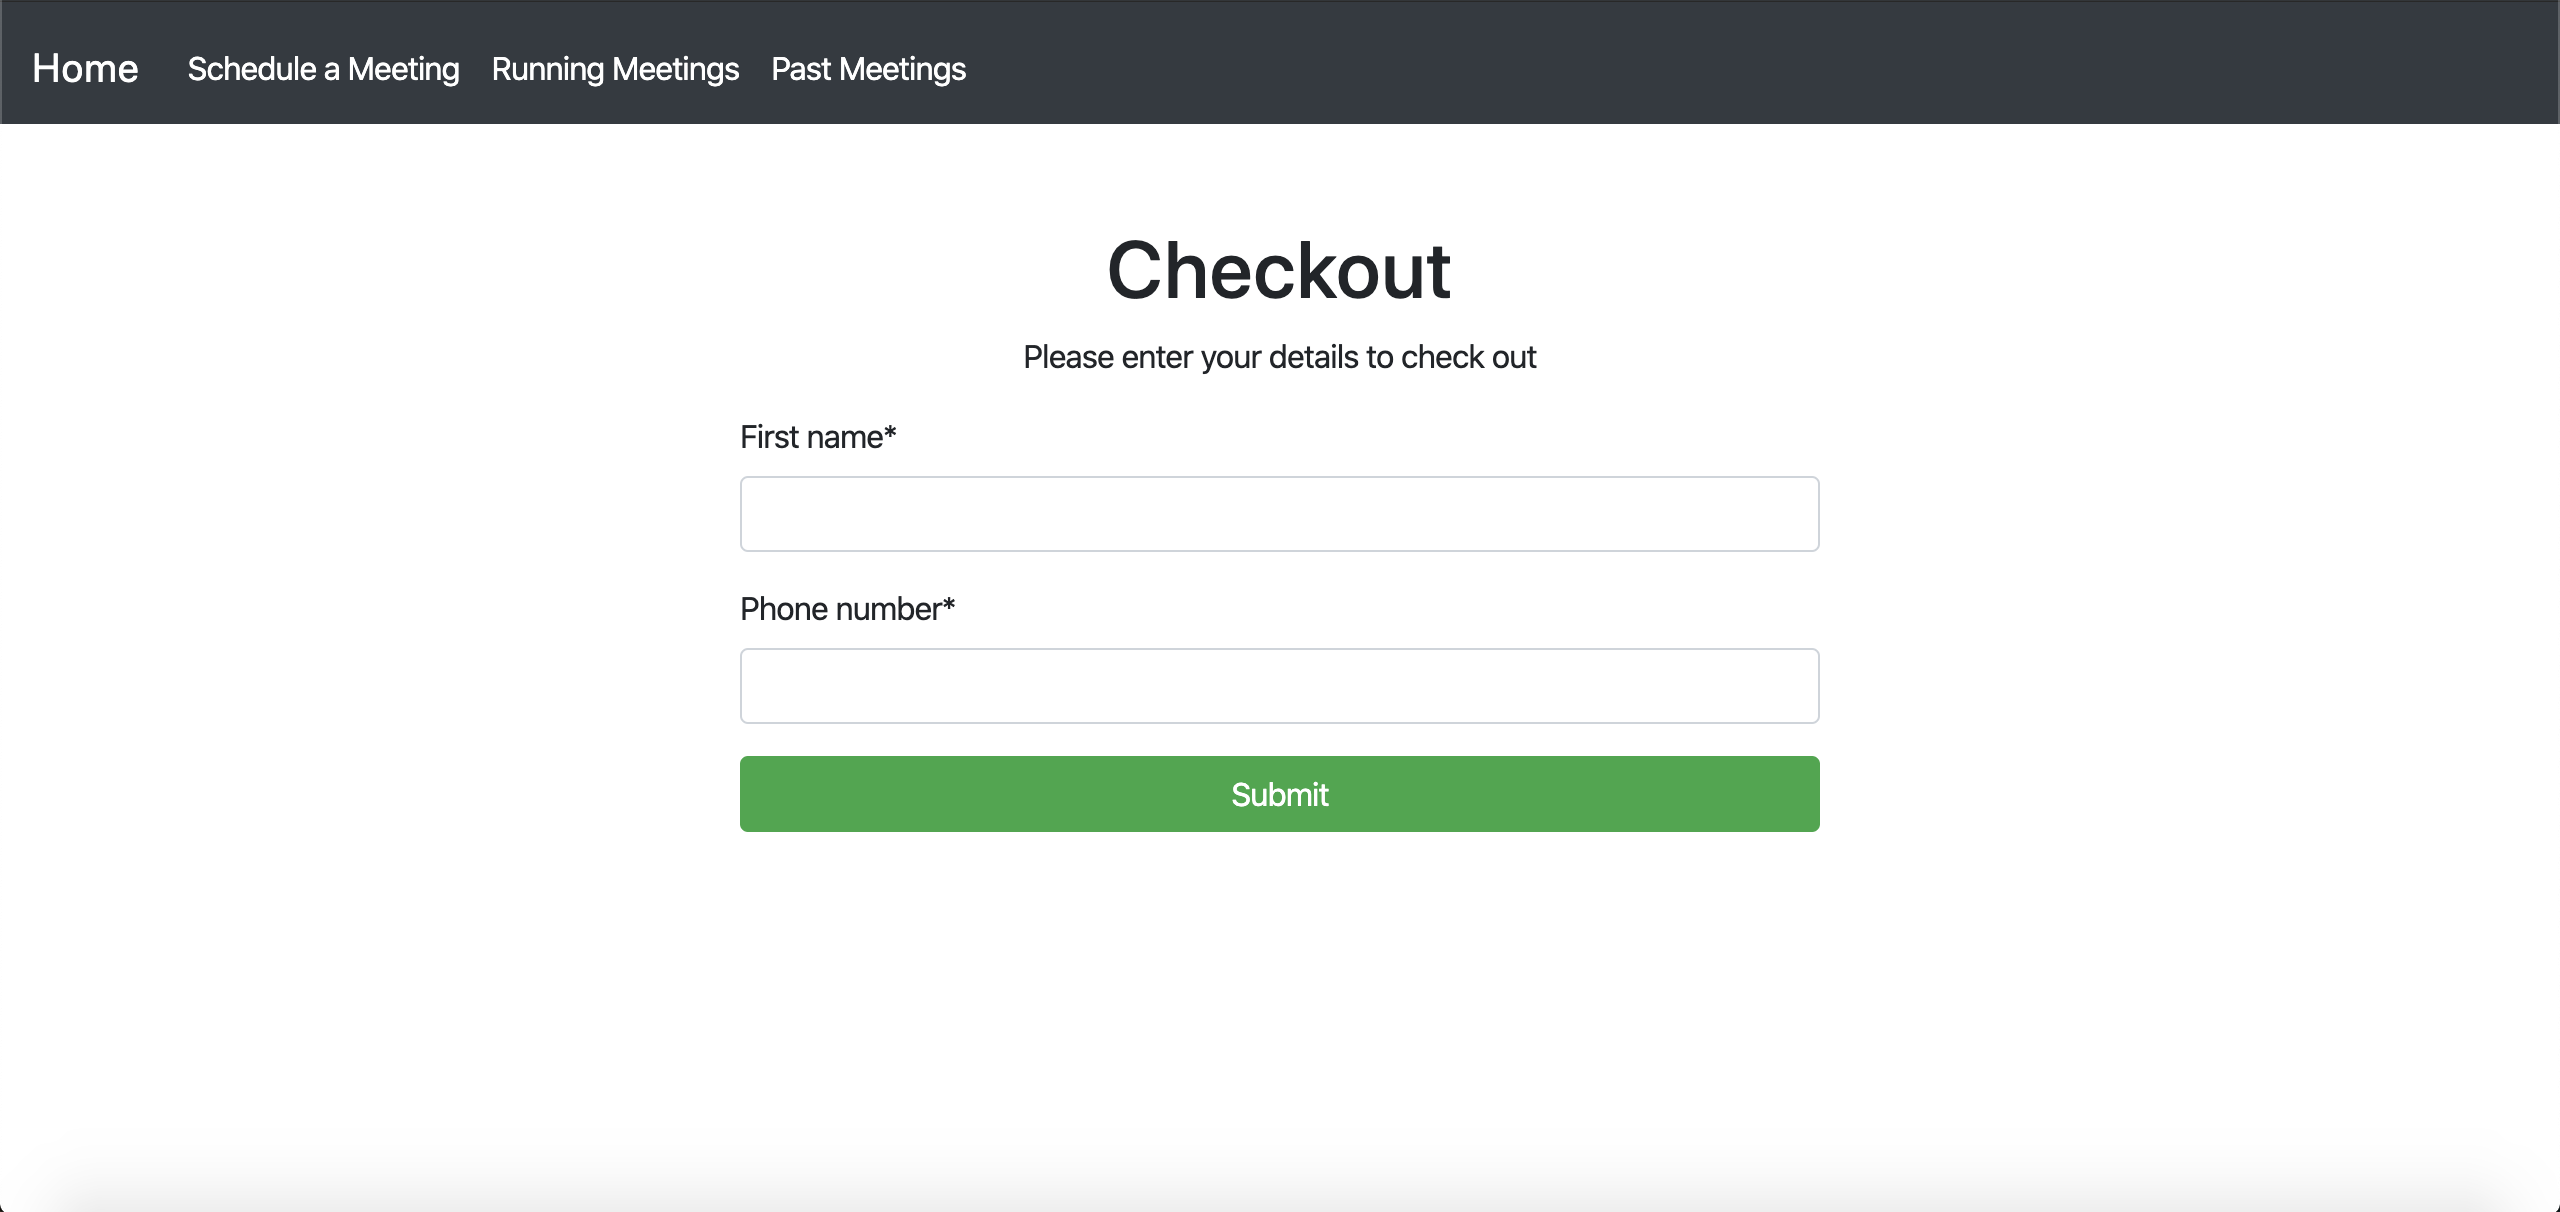 Home Schedule a Meeting Running Meetings Past Meetings
Checkout
Please enter your details to check out
First name*
Phone number*
Submit